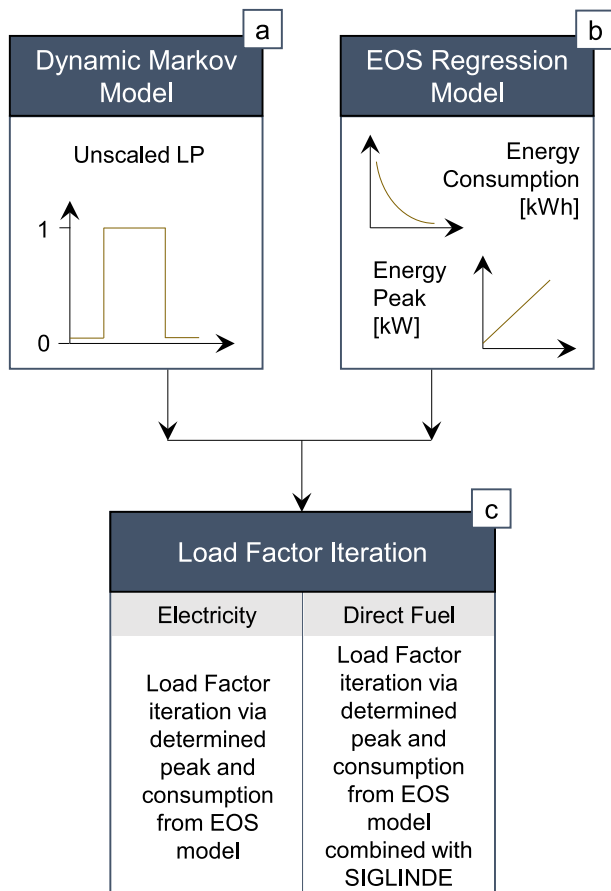 a
Dynamic Markov
Model
Unscaled LP
1
0
b
EOS Regression
Model
Energy
Consumption
[kWh]
Energy
Peak
[kW]
c
Load Factor Iteration
Electricity
Load Factor
iteration via
determined
peak and
consumption
from EOS
model
Direct Fuel
Load Factor
iteration via
determined
peak and
consumption
from EOS
model
combined with
SIGLINDE